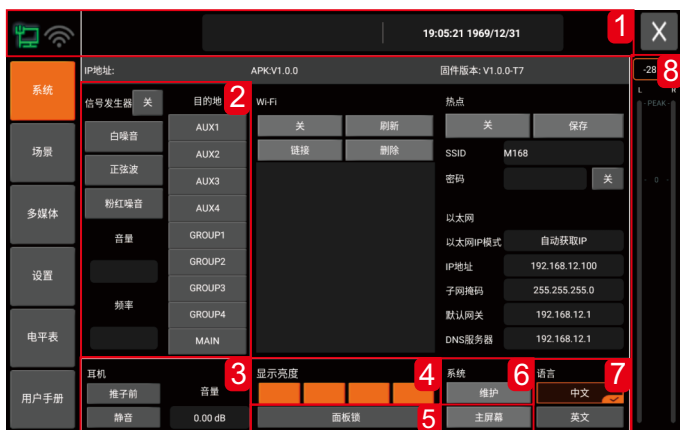 19:05:21 1969/12/31 1 X
IP地址: APK:V1.0.0 固件版本: V1.0.0-T7
系统
场景
多媒体
设置
电平表
用户手册
信号发生器 关 目的地 2
白噪音
正弦波
粉红噪音
音量
频率
AUX1
AUX2
AUX3
AUX4
GROUP1
GROUP2
GROUP3
GROUP4
MAIN
Wi-Fi
关 刷新
链接 删除
热点
关 保存
SSID M168
密码 关
以太网
以太网IP模式 自动获取IP
IP地址 192.168.12.100
子网掩码 255.255.255.0
默认网关 192.168.12.1
DNS服务器 192.168.12.1
耳机 3
推子前 音量
静音 0.00 dB
显示亮度 4
面板锁 5
系统 6
维护
主屏幕
语言 7
中文
英文
-28 8
L R
-PEAK-
- 0 -